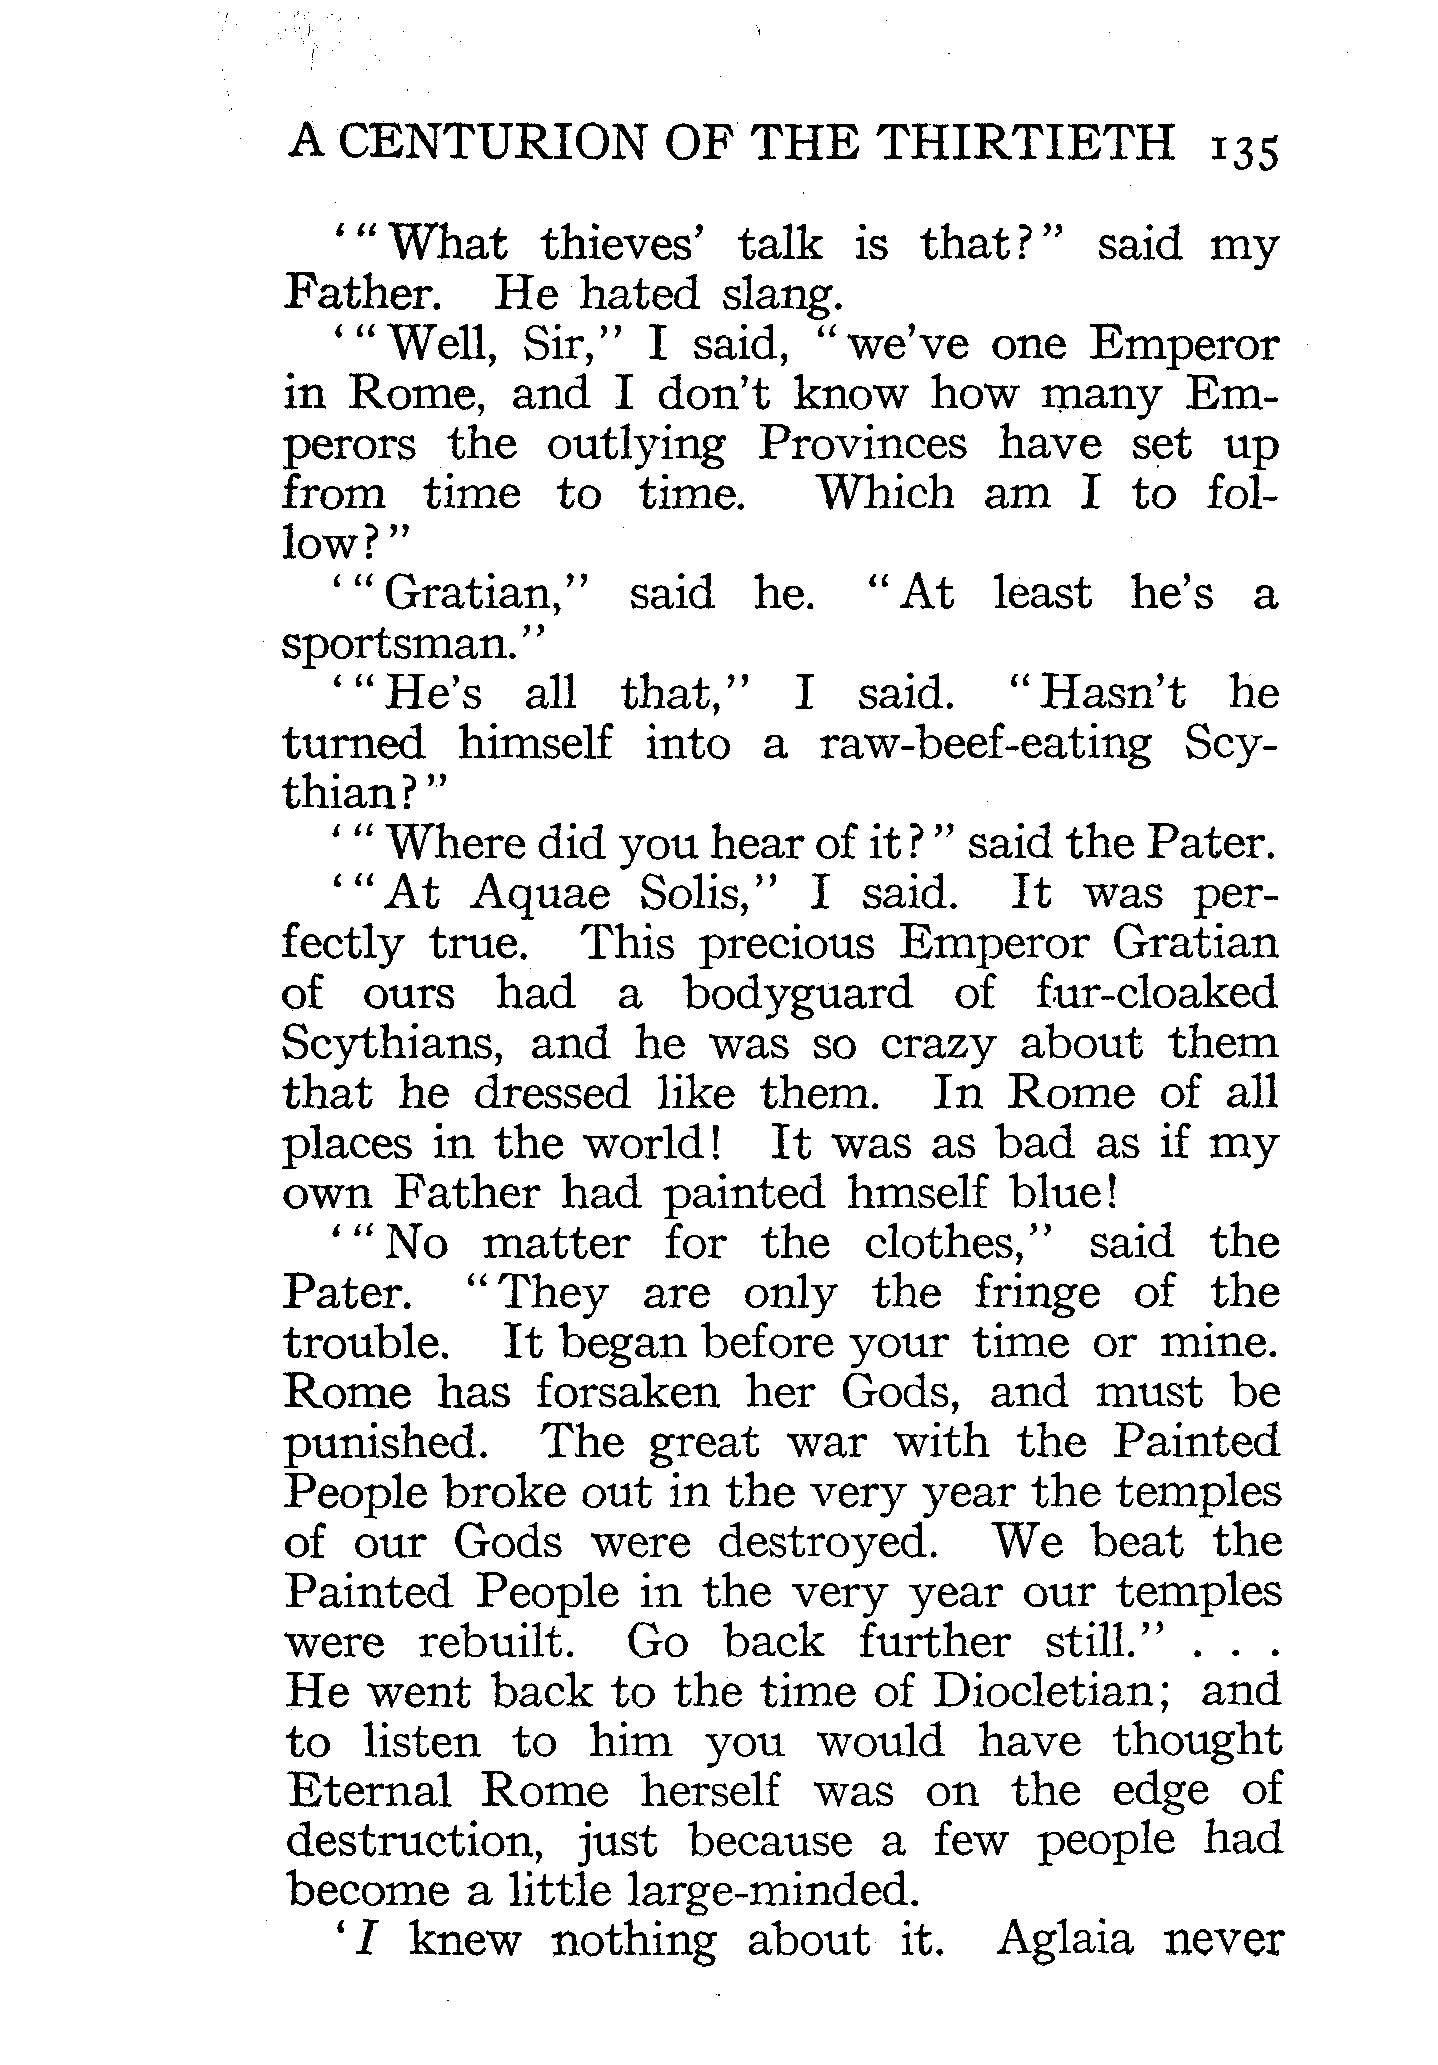 A CENTURION OF THE THIRTIETH 135
‘“What thieves’ talk is that?” said my
Father. He hated slang.
‘“Well, Sir,” I said, “we’ve one Emperor
in Rome, and I don’t know how many Em-
perors the outlying Provinces have set up
from time to time. Which am I to fol-
low?”
‘“Gratian,” said he. “At least he’s a
sportsman.”
‘“He’s all that,” I said. “Hasn’t he
turned himself into a raw-beef-eating Scy-
thian?”
‘“Where did you hear of it?” said the Pater.
‘“At Aquae Solis,” I said. It was per-
fectly true. This precious Emperor Gratian
of ours had a bodyguard of fur-cloaked
Scythians, and he was so crazy about them
that he dressed like them. In Rome of all
places in the world! It was as bad as if my
own Father had painted hmself blue!
‘“No matter for the clothes,” said the
Pater. “They are only the fringe of the
trouble. It began before your time or mine.
Rome has forsaken her Gods, and must be
punished. The great war with the Painted
People broke out in the very year the temples
of our Gods were destroyed. We beat the
Painted People in the very year our temples
were rebuilt. Go back further still.” . . .
He went back to the time of Diocletian; and
to listen to him you would have thought
Eternal Rome herself was on the edge of
destruction, just because a few people had
become a little large-minded.
‘I knew nothing about it. Aglaia never